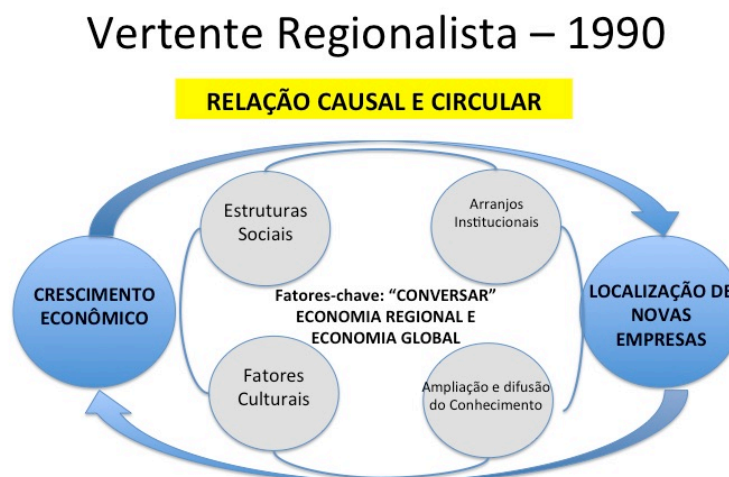 Vertente Regionalista – 1990
RELAÇÃO CAUSAL E CIRCULAR
Estruturas
Sociais
Arranjos
Institucionais
CRESCIMENTO
ECONÔMICO
Fatores-chave: “CONVERSAR”
ECONOMIA REGIONAL E
ECONOMIA GLOBAL
LOCALIZAÇÃO DE
NOVAS
EMPRESAS
Fatores
Culturais
Ampliação e difusão
do Conhecimento